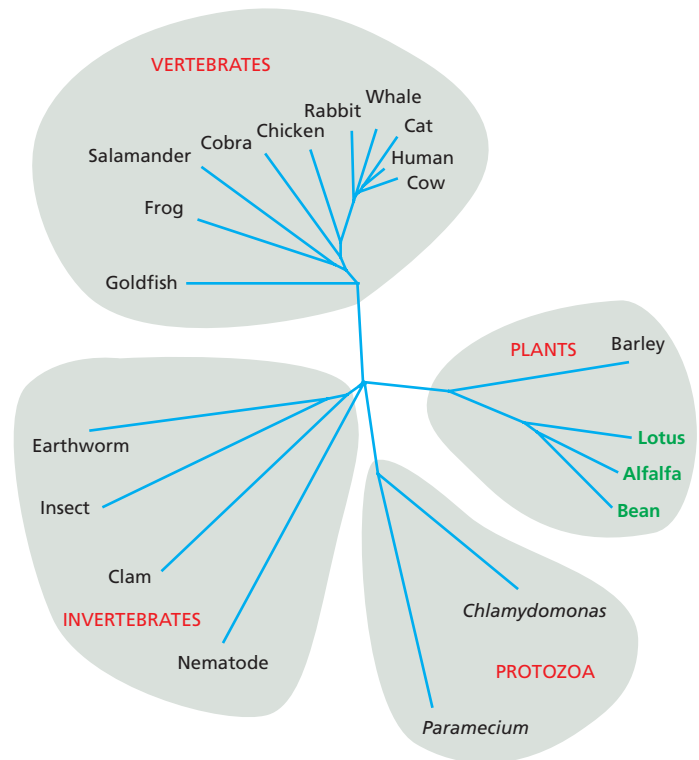 VERTEBRATES
Whale
Rabbit
Cat
Chicken
Cobra
Human
Salamander
Cow
Frog
Goldfish
PLANTS
Barley
Lotus
Alfalfa
Bean
Earthworm
Insect
Clam
INVERTEBRATES
Nematode
Chlamydomonas
PROTOZOA
Paramecium